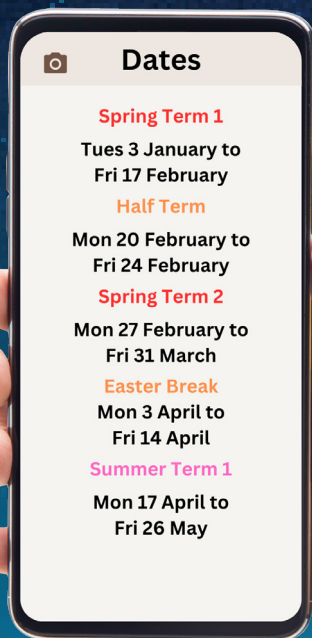 Dates
Spring Term 1
Tues 3 January to
Fri 17 February
Half Term
Mon 20 February to
Fri 24 February
Spring Term 2
Mon 27 February to
Fri 31 March
Easter Break
Mon 3 April to
Fri 14 April
Summer Term 1
Mon 17 April to
Fri 26 May